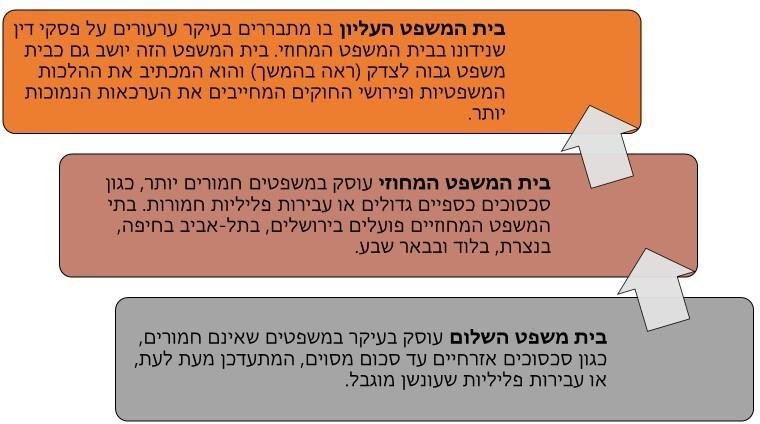 בית המשפט העליון בו מתבררים בעיקר ערעורים על פסקי דין
שנידונו בבית המשפט המחוזי. בית המשפט הזה יושב גם כבית
משפט גבוה לצדק (ראה בהמשך) והוא המכתיב את ההלכות
המשפטיות ופירושי החוקים המחייבים את הערכאות הנמוכות
יותר.
בית המשפט המחוזי עוסק במשפטים חמורים יותר, כגון
סכסוכים כספיים גדולים או עבירות פליליות חמורות. בתי
המשפט המחוזיים פועלים בירושלים, בתל-אביב בחיפה,
בנצרת, בלוד ובבאר שבע.
בית משפט השלום עוסק בעיקר במשפטים שאינם חמורים,
כגון סכסוכים אזרחיים עד סכום מסוים, המתעדכן מעת לעת,
או עבירות פליליות שעונשן מוגבל.